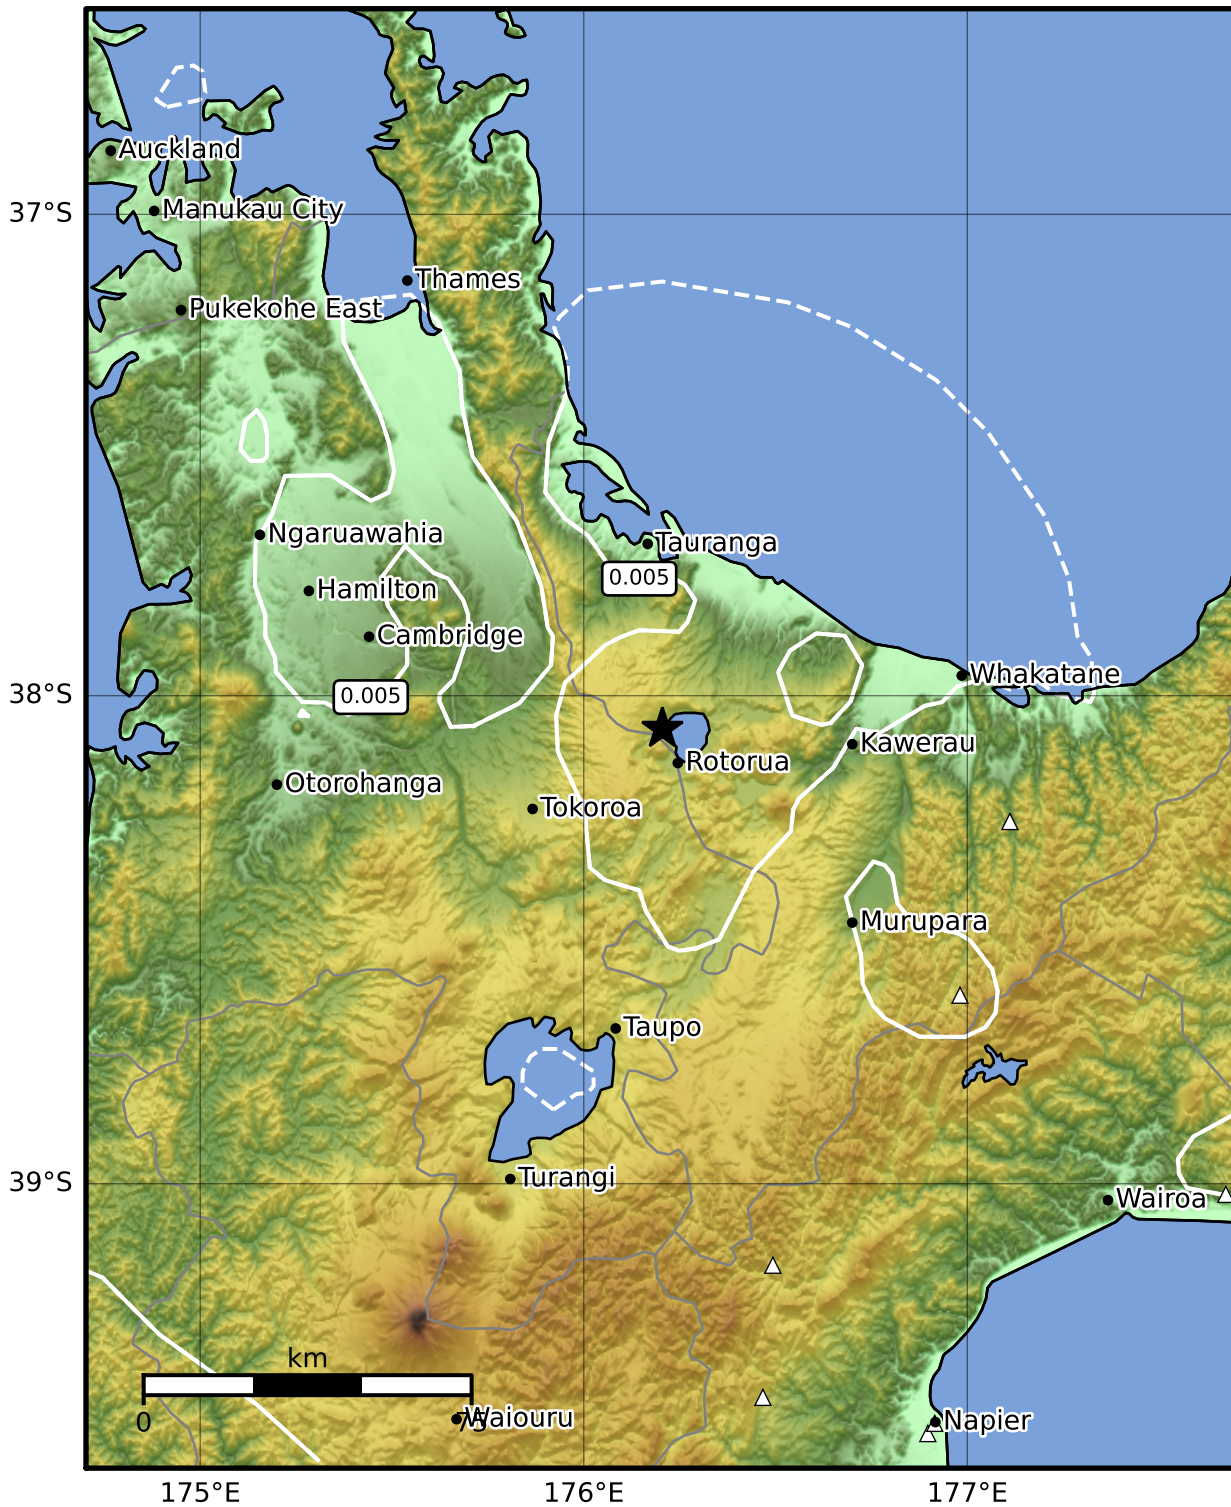 Auckland
37°S
Manukau City
Thames
Pukekohe East
Ngaruawahia
Tauranga
0.005
Hamilton
Cambridge
Whakatane
38°S
0.005
Kawerau
Rotorua
Otorohanga
Tokoroa
Murupara
Taupo
39°S
Turangi
Wairoa
km
0
75
Waiouru
Napier
175°E
176°E
177°E